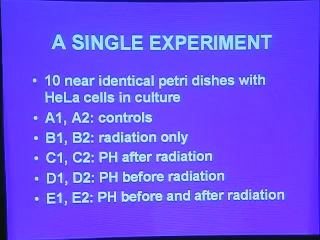 A SINGLE EXPERIMENT
• 10 near identical petri dishes with
HeLa cells in culture
• A1, A2: controls
• B1, B2: radiation only
• C1, C2: PH after radiation
• D1, D2: PH before radiation
• E1, E2: PH before and after radiation